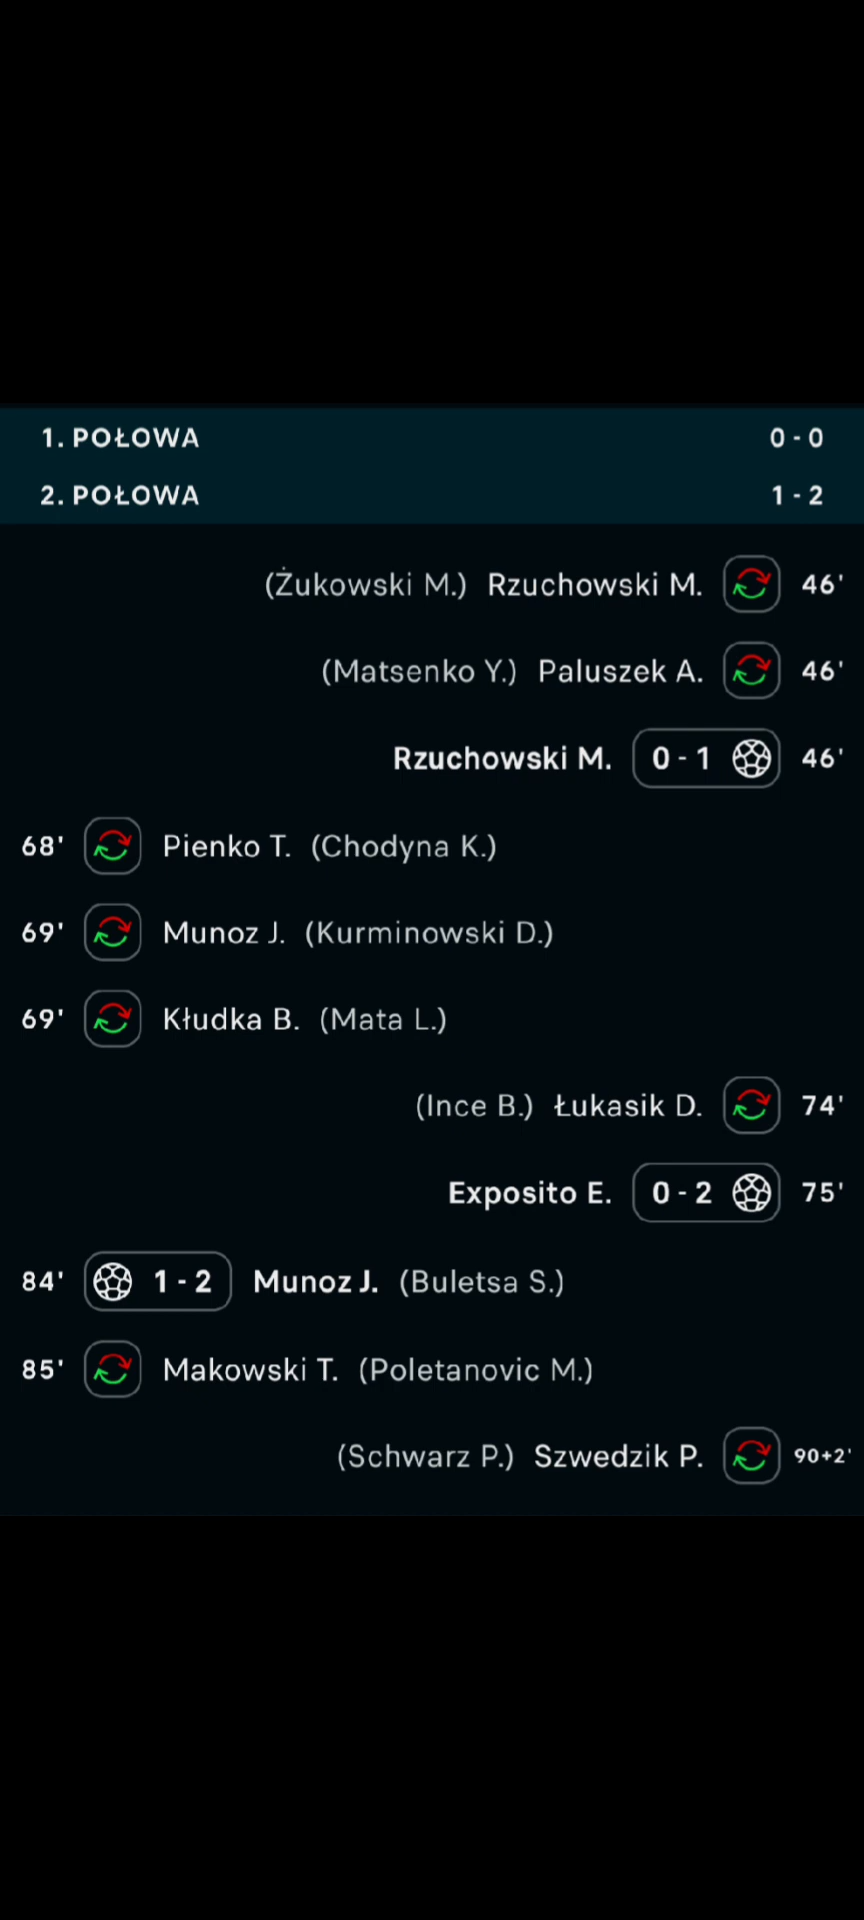 1. POŁOWA 0 - 0
2. POŁOWA 1 - 2
(Żukowski M.) Rzuchowski M. 46'
(Matsenko Y.) Paluszek A. 46'
Rzuchowski M. 0 - 1 46'
68' Pienko T. (Chodyna K.)
69' Munoz J. (Kurminowski D.)
69' Kłudka B. (Mata L.)
(Ince B.) Łukasik D. 74'
Exposito E. 0 - 2 75'
84' 1 - 2 Munoz J. (Buletsa S.)
85' Makowski T. (Poletanovic M.)
(Schwarz P.) Szwedzik P. 90+2'